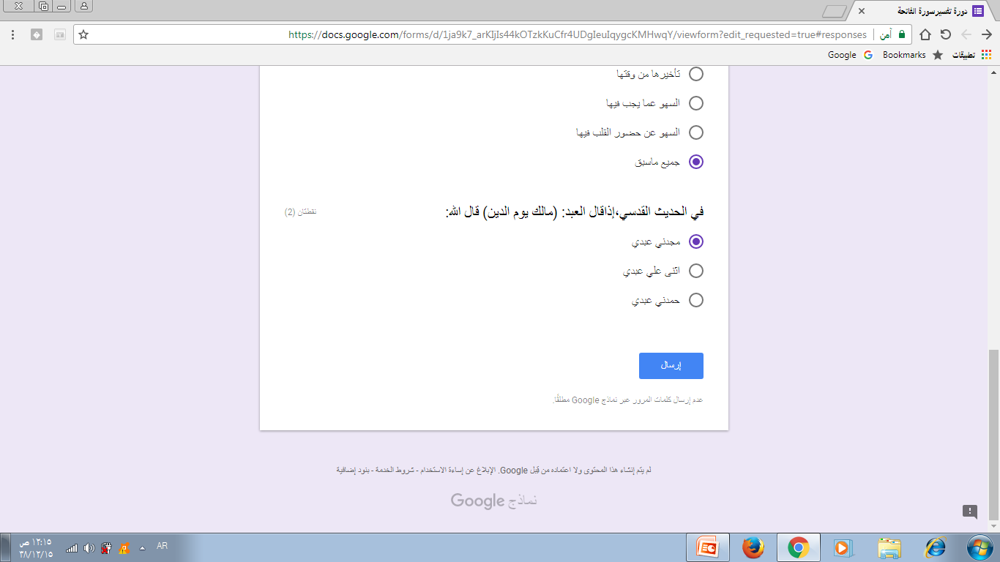 دورة تفسيرسورة الفاتحة
آمن
https://docs.google.com/forms/d/1ja9k7_arKIjIs44kOTzkKuCfr4UDgIeuIqygcKMHwqY/viewform?edit_requested=true#responses
تطبيقات Bookmarks Google
تأخيرها من وقتها
السهو عما يجب فيها
السهو عن حضور القلب فيها
جميع ماسبق
في الحديث القدسي،إذاقال العبد: (مالك يوم الدين) قال الله:
نقطتان (2)
مجدني عبدي
اثنى علي عبدي
حمدني عبدي
إرسال
عدم إرسال كلمات المرور عبر نماذج Google مطلقًا.
لم يتم إنشاء هذا المحتوى ولا اعتماده من قِبل Google. الإبلاغ عن إساءة الاستخدام - شروط الخدمة - بنود إضافية
نماذج Google
AR
١٢:١٥ ص
٣٨/١٢/١٥